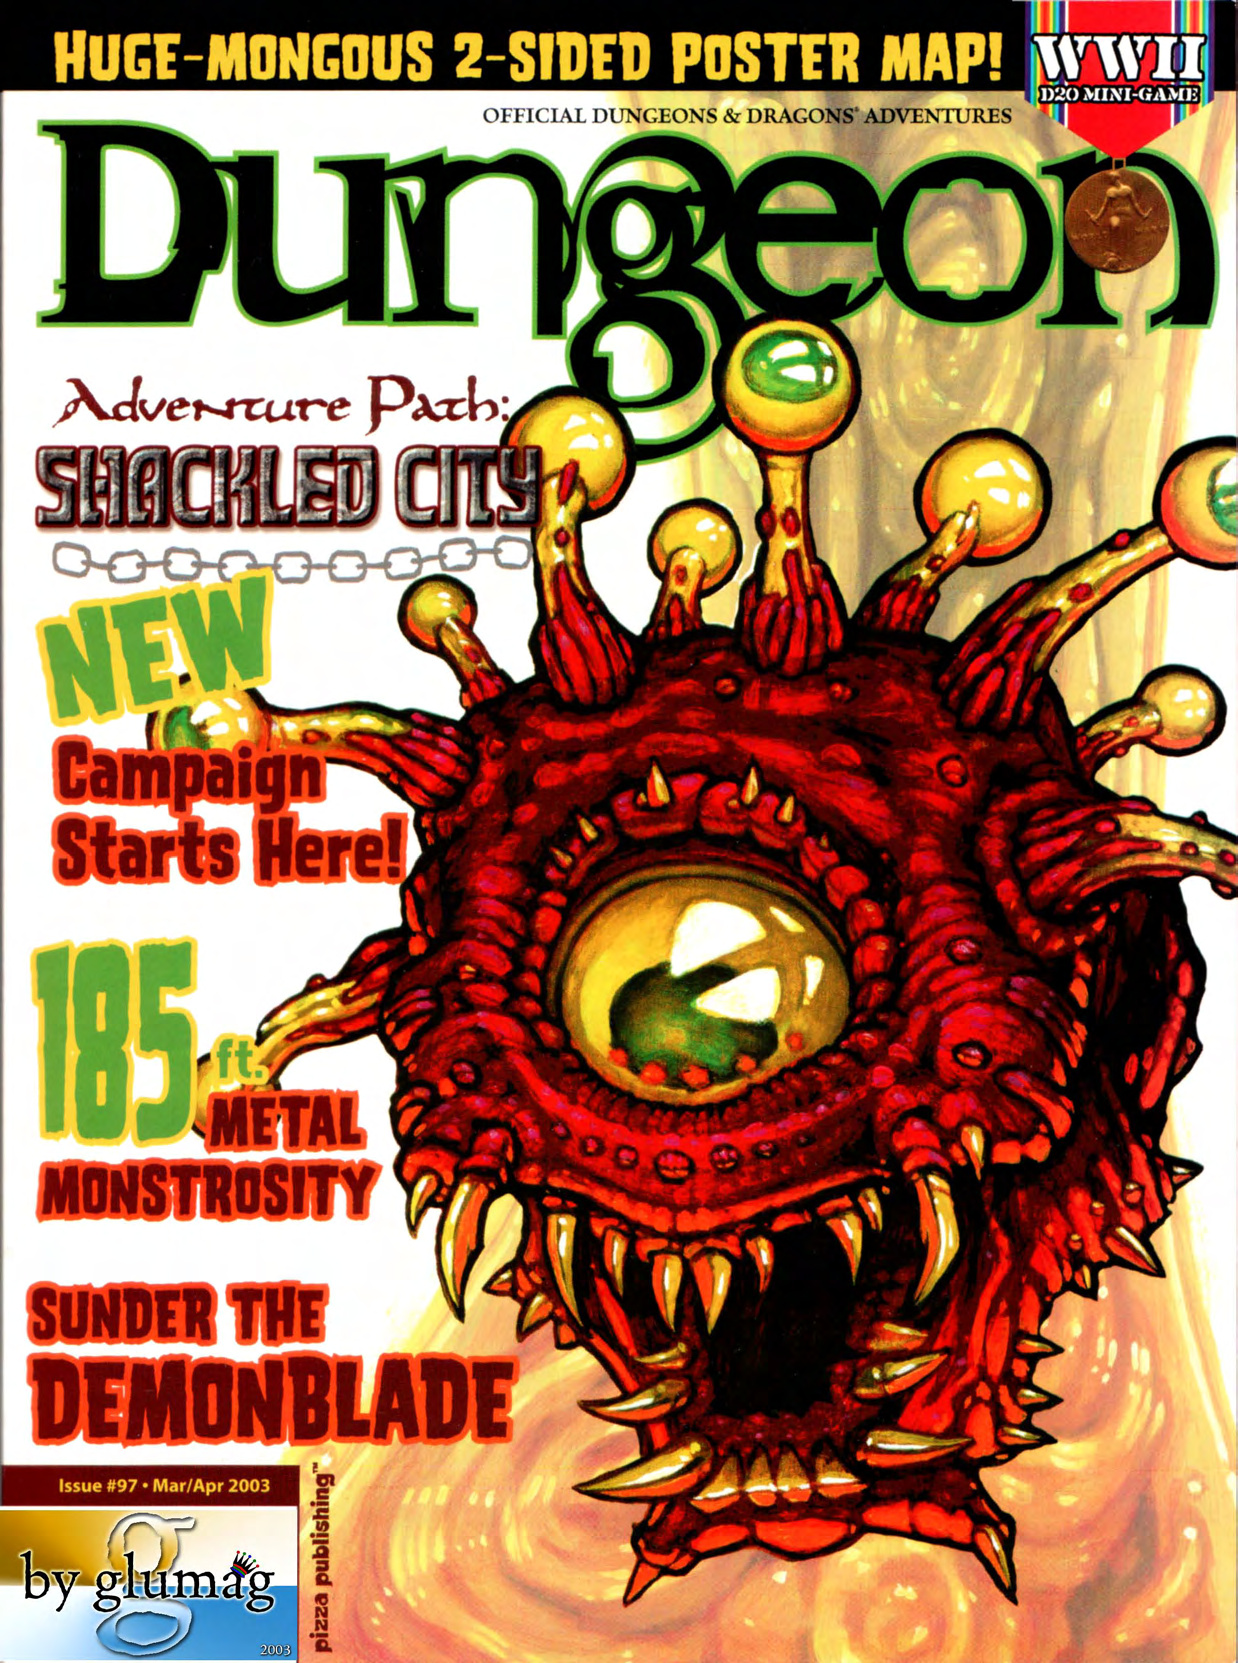 HUGE-MONGOUS 2-SIDED POSTER MAP!
WWII
D20 MINI-GAME
OFFICIAL DUNGEONS & DRAGONS® ADVENTURES
Dungeon
Adventure Path:
SHACKLED CITY
NEW
Campaign
Starts Here!
185 ft.
METAL
MONSTROSITY
SUNDER THE
DEMONBLADE
Issue #97 • Mar/Apr 2003
pizza publishing™
by glumag
2003